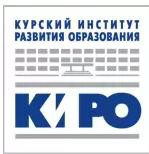 КУРСКИЙ ИНСТИТУТ
РАЗВИТИЯ ОБРАЗОВАНИЯ
КИРО